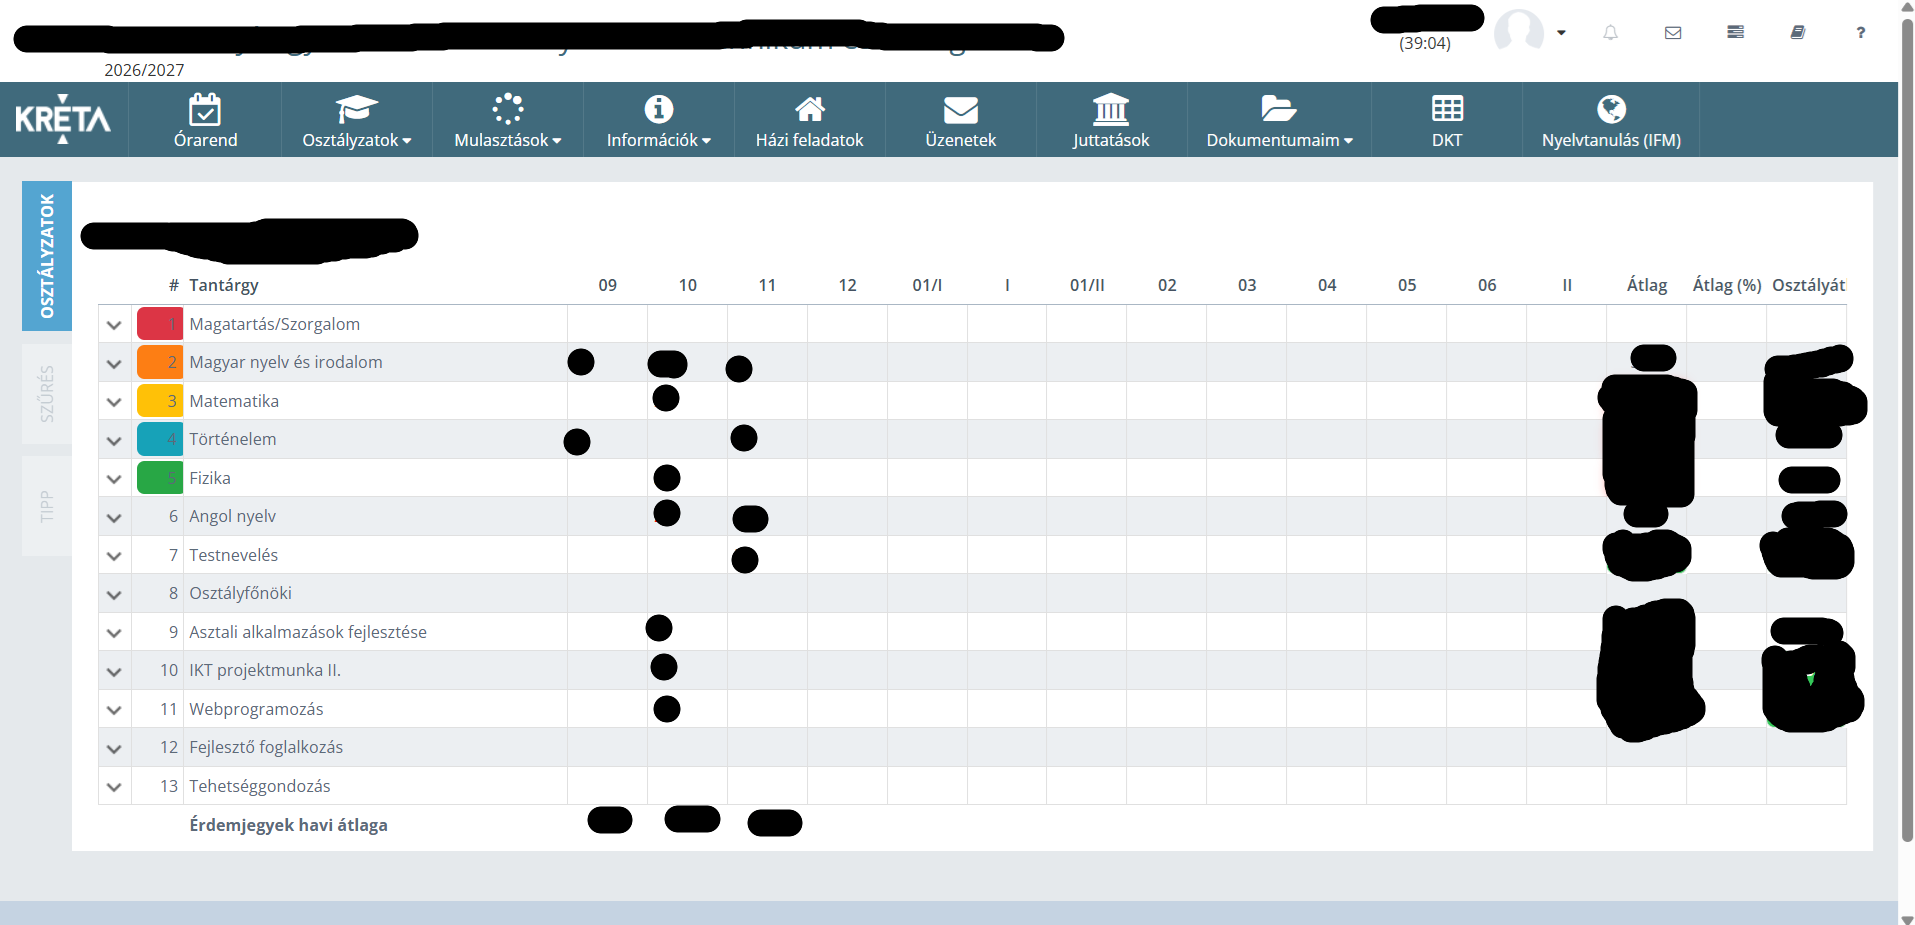 (39:04)
2026/2027
?
KRÉTA
Órarend
Osztályzatok
Mulasztások
Információk
Házi feladatok
Üzenetek
Juttatások
Dokumentumaim
DKT
Nyelvtanulás (IFM)
OSZTÁLYZATOK
SZŰRÉS
TIPP
# Tantárgy 09 10 11 12 01/I I 01/II 02 03 04 05 06 II Átlag Átlag (%) Osztályát
1 Magatartás/Szorgalom
2 Magyar nyelv és irodalom
3 Matematika
4 Történelem
5 Fizika
6 Angol nyelv
7 Testnevelés
8 Osztályfőnöki
9 Asztali alkalmazások fejlesztése
10 IKT projektmunka II.
11 Webprogramozás
12 Fejlesztő foglalkozás
13 Tehetséggondozás
Érdemjegyek havi átlaga